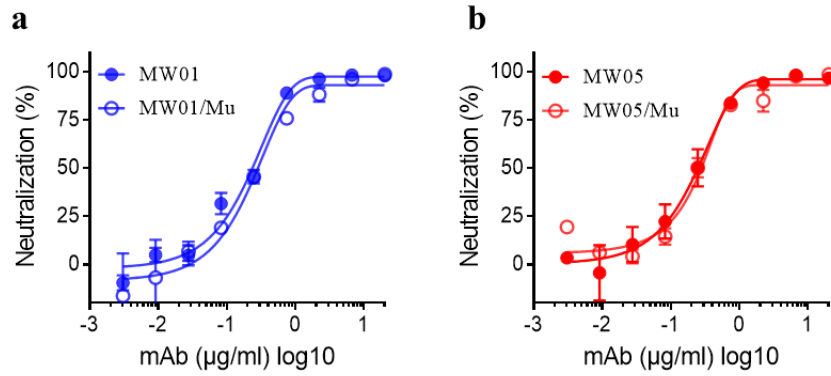 a
100
75
50
25
0
Neutralization (%)
MW01
MW01/Mu
-3 -2 -1 0 1
mAb (μg/ml) log10
b
100
75
50
25
0
Neutralization (%)
MW05
MW05/Mu
-3 -2 -1 0 1
mAb (μg/ml) log10